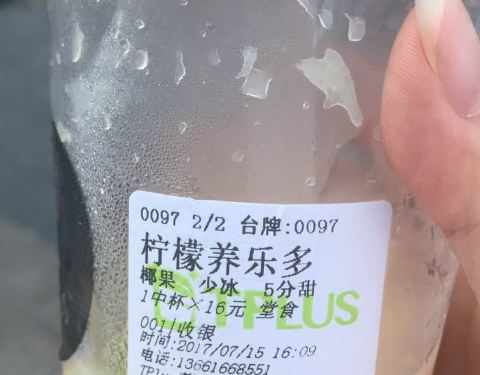 0097 2/2 台牌:0097
柠檬养乐多
椰果 少冰 5分甜
TPLUS
1中杯×16元 堂食
001|收银
时间:2017/07/15 16:09
电话:13661668551